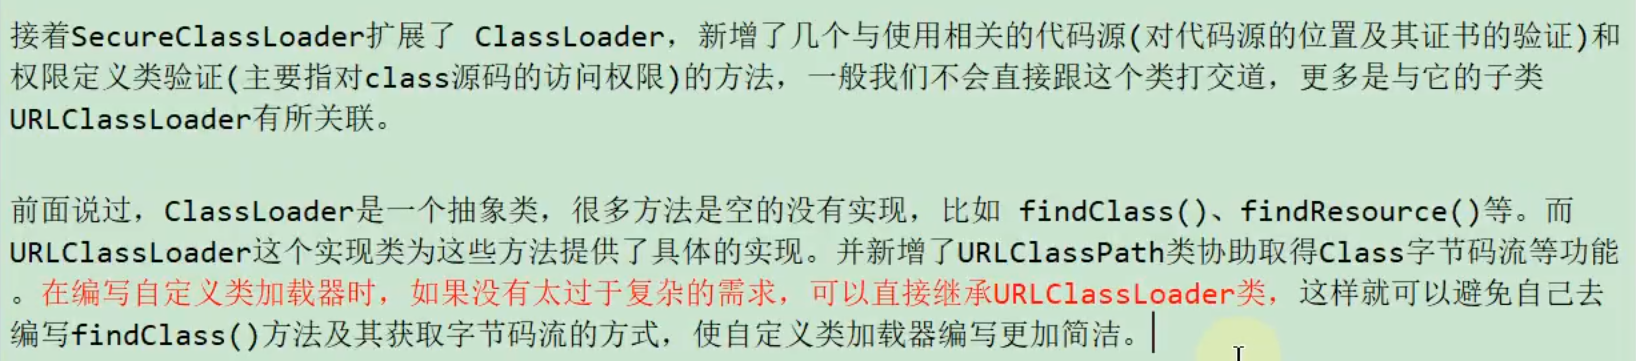 接着SecureClassLoader扩展了 ClassLoader，新增了几个与使用相关的代码源(对代码源的位置及其证书的验证)和
权限定义类验证(主要指对class源码的访问权限)的方法，一般我们不会直接跟这个类打交道，更多是与它的子类
URLClassLoader有所关联。
前面说过，ClassLoader是一个抽象类，很多方法是空的没有实现，比如 findClass()、findResource()等。而
URLClassLoader这个实现类为这些方法提供了具体的实现。并新增了URLClassPath类协助取得Class字节码流等功能
。在编写自定义类加载器时，如果没有太过于复杂的需求，可以直接继承URLClassLoader类，这样就可以避免自己去
编写findClass()方法及其获取字节码流的方式，使自定义类加载器编写更加简洁。